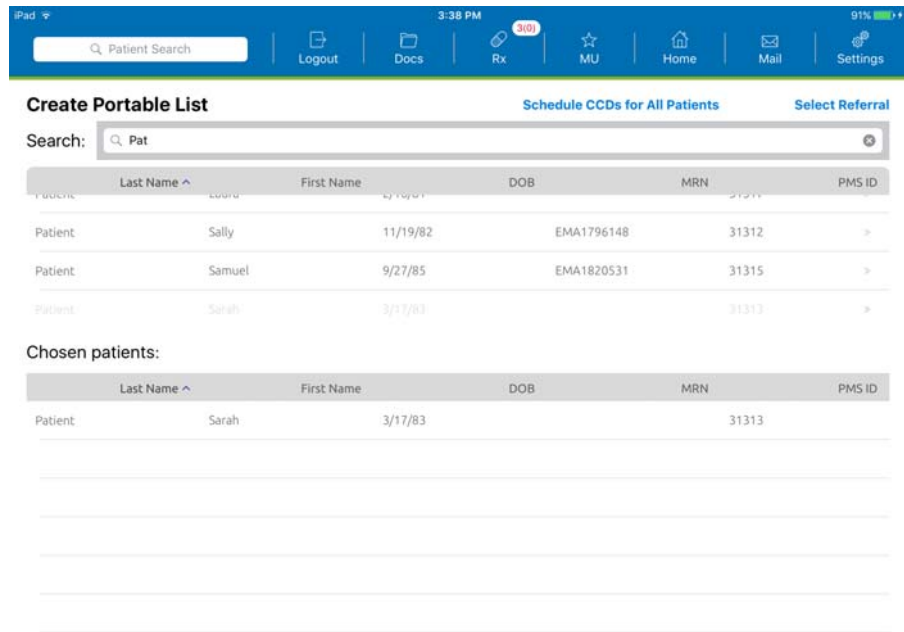 iPad 3:38 PM 91%
Patient Search Logout Docs Rx 3(0) MU Home Mail Settings
Create Portable List Schedule CCDs for All Patients Select Referral
Search: Pat
Last Name First Name DOB MRN PMS ID
Patient Sally 11/19/82 EMA1796148 31312
Patient Samuel 9/27/85 EMA1820531 31315
Patient Sarah 3/17/83 31313
Chosen patients:
Last Name First Name DOB MRN PMS ID
Patient Sarah 3/17/83 31313